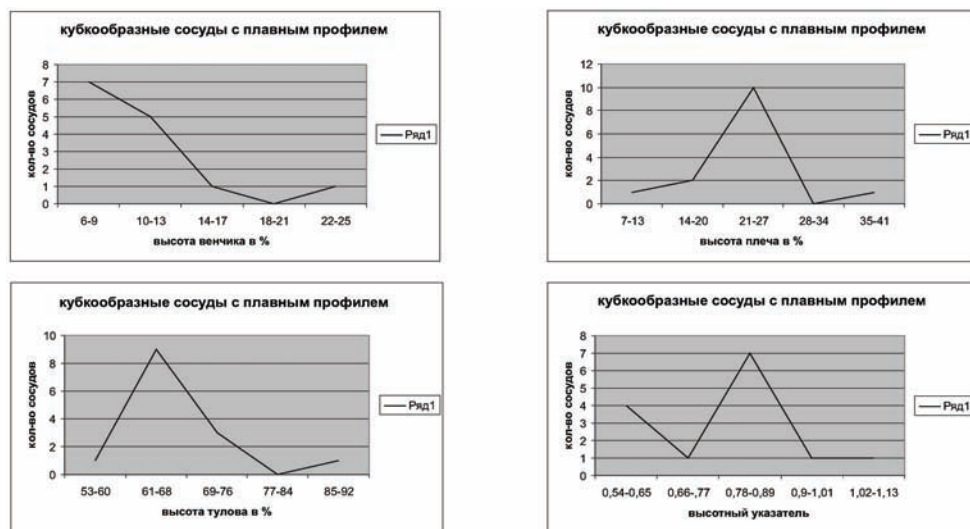 кубкообразные сосуды с плавным профилем
кол-во сосудов
8
7
6
5
4
3
2
1
0
6-9 10-13 14-17 18-21 22-25
высота венчика в %
Ряд1
кубкообразные сосуды с плавным профилем
кол-во сосудов
12
10
8
6
4
2
0
7-13 14-20 21-27 28-34 35-41
высота плеча в %
Ряд1
кубкообразные сосуды с плавным профилем
кол-во сосудов
10
8
6
4
2
0
53-60 61-68 69-76 77-84 85-92
высота тулова в %
Ряд1
кубкообразные сосуды с плавным профилем
кол-во сосудов
8
7
6
5
4
3
2
1
0
0,54-0,65 0,66-,77 0,78-0,89 0,9-1,01 1,02-1,13
высотный указатель
Ряд1